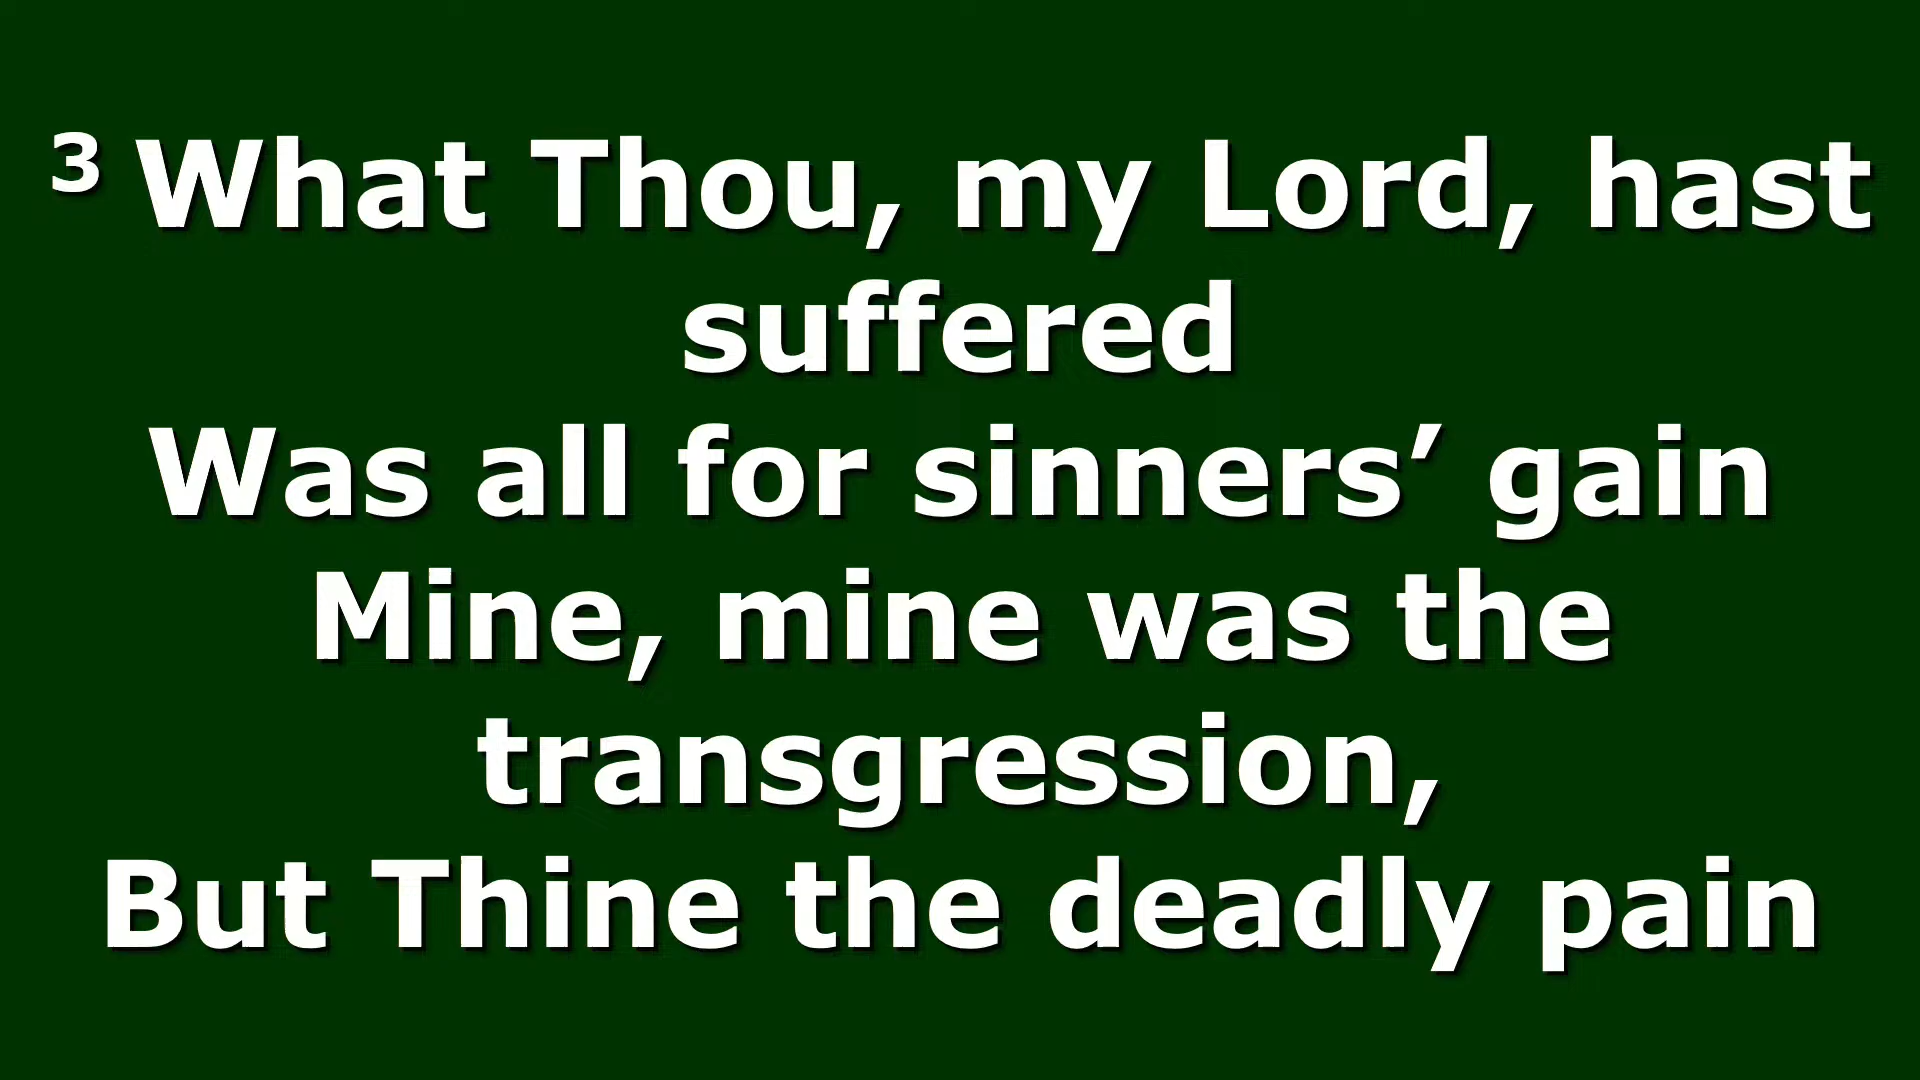 3 What Thou, my Lord, hast
suffered
Was all for sinners’ gain
Mine, mine was the
transgression,
But Thine the deadly pain